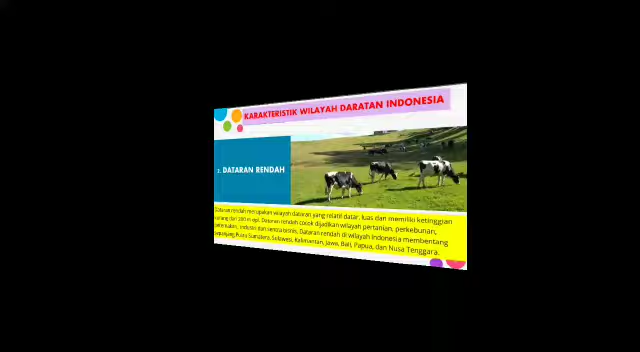 KARAKTERISTIK WILAYAH DARATAN INDONESIA
2. DATARAN RENDAH
Dataran rendah merupakan wilayah dataran yang relatif datar, luas dan memiliki ketinggian
kurang dari 200 m dpl. Dataran rendah cocok dijadikan wilayah pertanian, perkebunan,
peternakan, industri dan sentra bisnis. Dataran rendah di wilayah Indonesia membentang
sepanjang Pulau Sumatera, Sulawesi, Kalimantan, Jawa, Bali, Papua, dan Nusa Tenggara.